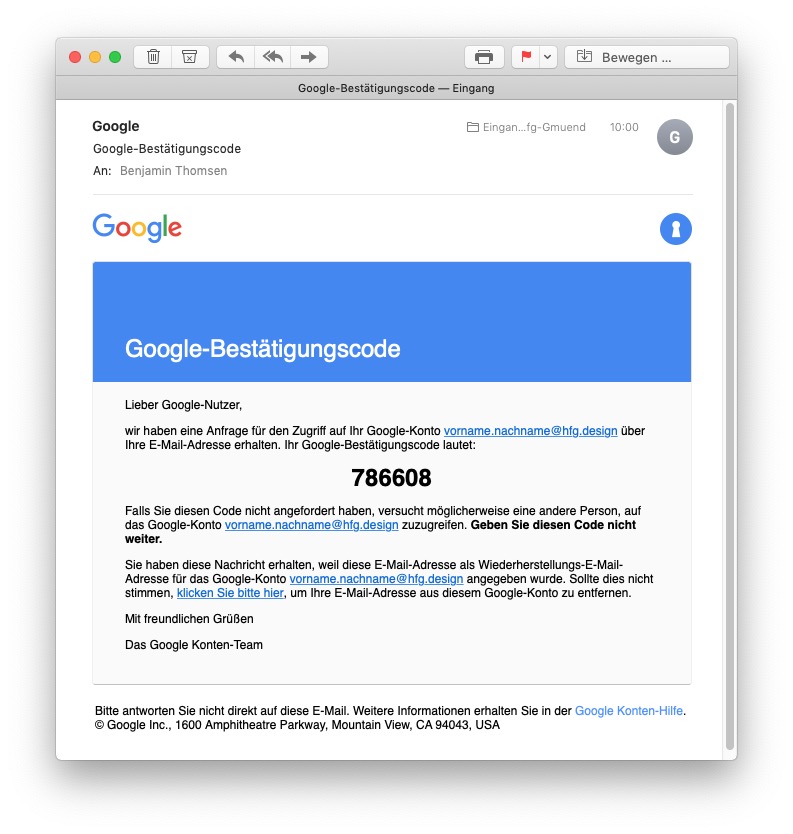 Bewegen ...
Google-Bestätigungscode — Eingang
Google
Eingan...fg-Gmuend
10:00
G
Google-Bestätigungscode
An: Benjamin Thomsen
Google
Google-Bestätigungscode
Lieber Google-Nutzer,
wir haben eine Anfrage für den Zugriff auf Ihr Google-Konto vorname.nachname@hfg.design über
Ihre E-Mail-Adresse erhalten. Ihr Google-Bestätigungscode lautet:
786608
Falls Sie diesen Code nicht angefordert haben, versucht möglicherweise eine andere Person, auf
das Google-Konto vorname.nachname@hfg.design zuzugreifen. Geben Sie diesen Code nicht
weiter.
Sie haben diese Nachricht erhalten, weil diese E-Mail-Adresse als Wiederherstellungs-E-Mail-
Adresse für das Google-Konto vorname.nachname@hfg.design angegeben wurde. Sollte dies nicht
stimmen, klicken Sie bitte hier, um Ihre E-Mail-Adresse aus diesem Google-Konto zu entfernen.
Mit freundlichen Grüßen
Das Google Konten-Team
Bitte antworten Sie nicht direkt auf diese E-Mail. Weitere Informationen erhalten Sie in der Google Konten-Hilfe.
© Google Inc., 1600 Amphitheatre Parkway, Mountain View, CA 94043, USA